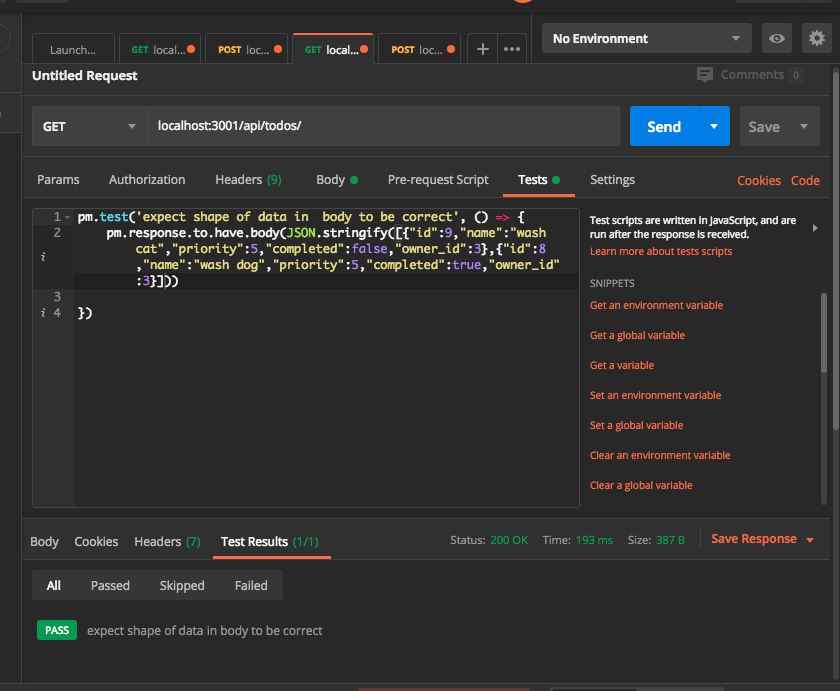 Launch...
GET local...
POST loc...
GET local...
POST loc...
+
•••
No Environment
Untitled Request
Comments 0
GET
localhost:3001/api/todos/
Send
Save
Params
Authorization
Headers (9)
Body
Pre-request Script
Tests
Settings
Cookies
Code
1 pm.test('expect shape of data in  body to be correct', () => {
2 pm.response.to.have.body(JSON.stringify([{"id":9,"name":"wash
cat","priority":5,"completed":false,"owner_id":3},{"id":8
i
,"name":"wash dog","priority":5,"completed":true,"owner_id"
:3}]))
3
i 4 })
Test scripts are written in JavaScript, and are
run after the response is received.
Learn more about tests scripts
SNIPPETS
Get an environment variable
Get a global variable
Get a variable
Set an environment variable
Set a global variable
Clear an environment variable
Clear a global variable
Body
Cookies
Headers (7)
Test Results (1/1)
Status: 200 OK
Time: 193 ms
Size: 387 B
Save Response
All
Passed
Skipped
Failed
PASS
expect shape of data in body to be correct